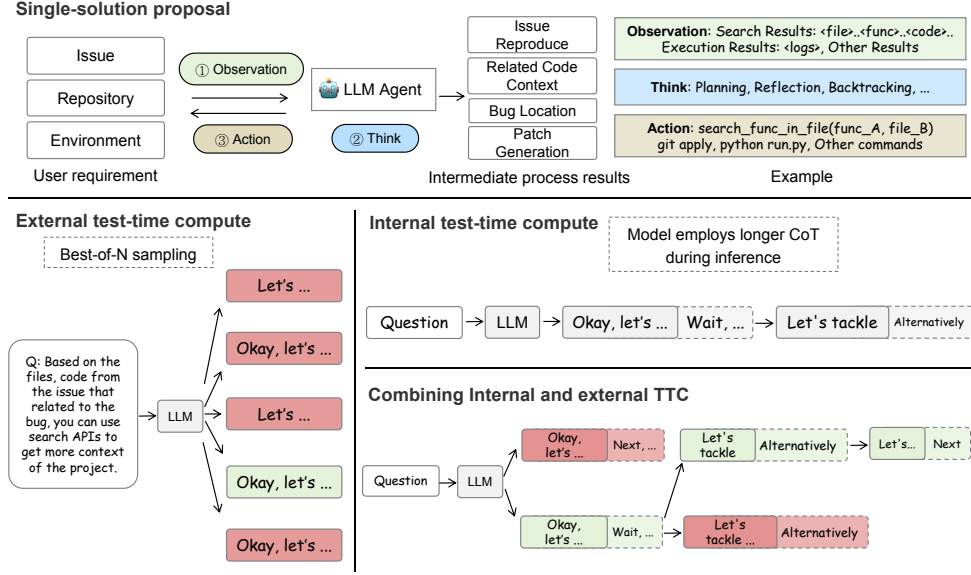 Single-solution proposal
Issue
Repository
Environment
User requirement
① Observation
③ Action
② Think
LLM Agent
Issue
Reproduce
Related Code
Context
Bug Location
Patch
Generation
Intermediate process results
Observation: Search Results: <file>..<func>..<code>..
Execution Results: <logs>, Other Results
Think: Planning, Reflection, Backtracking, ...
Action: search_func_in_file(func_A, file_B)
git apply, python run.py, Other commands
Example
External test-time compute
Best-of-N sampling
Q: Based on the
files, code from
the issue that
related to the
bug, you can use
search APIs to
get more context
of the project.
LLM
Let's ...
Okay, let's ...
Let's ...
Okay, let's ...
Okay, let's ...
Internal test-time compute
Model employs longer CoT
during inference
Question
LLM
Okay, let's ...
Wait, ...
Let's tackle
Alternatively
Combining Internal and external TTC
Question
LLM
Okay,
let's ...
Next, ...
Okay,
let's ...
Wait, ...
Let's
tackle
Alternatively
Let's...
Next
Let's
tackle ...
Alternatively